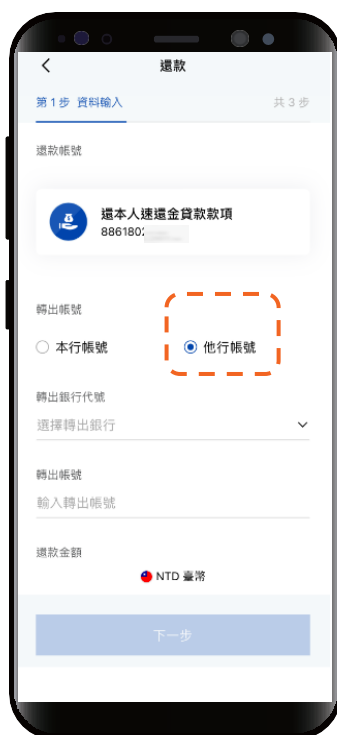 還款
第1步 資料輸入 共3步
還款帳號
還本人速還金貸款款項
886180
轉出帳號
本行帳號 他行帳號
轉出銀行代號
選擇轉出銀行
轉出帳號
輸入轉出帳號
還款金額
NTD 臺幣
下一步